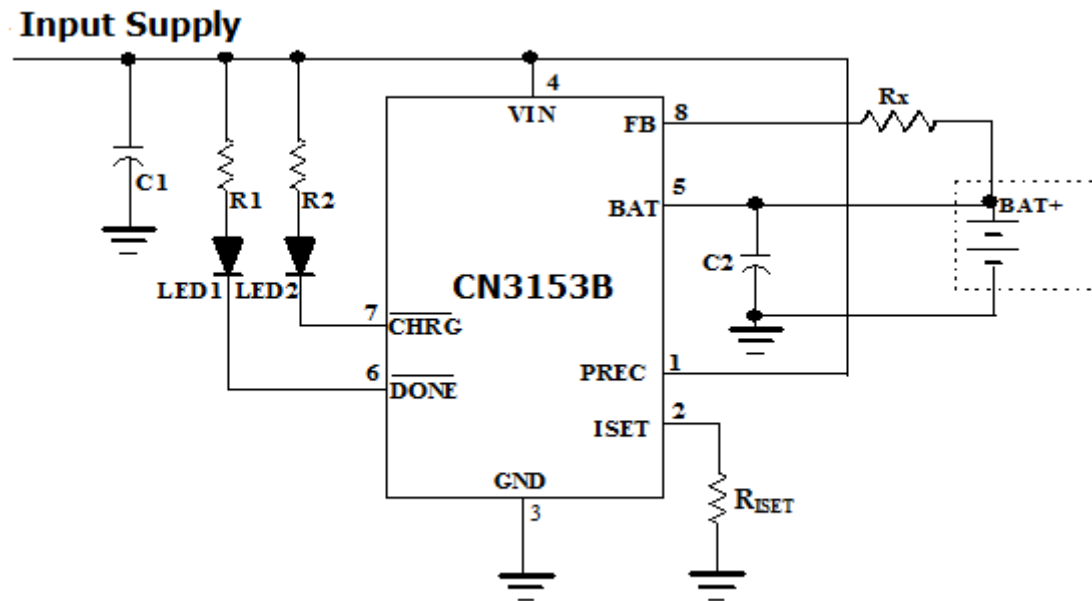 Input Supply
4
VIN
Rx
FB
8
C1
R1
R2
5
BAT
BAT+
C2
LED1
LED2
CN3153B
7
CHRG
1
PREC
6
DONE
2
ISET
GND
RISET
3